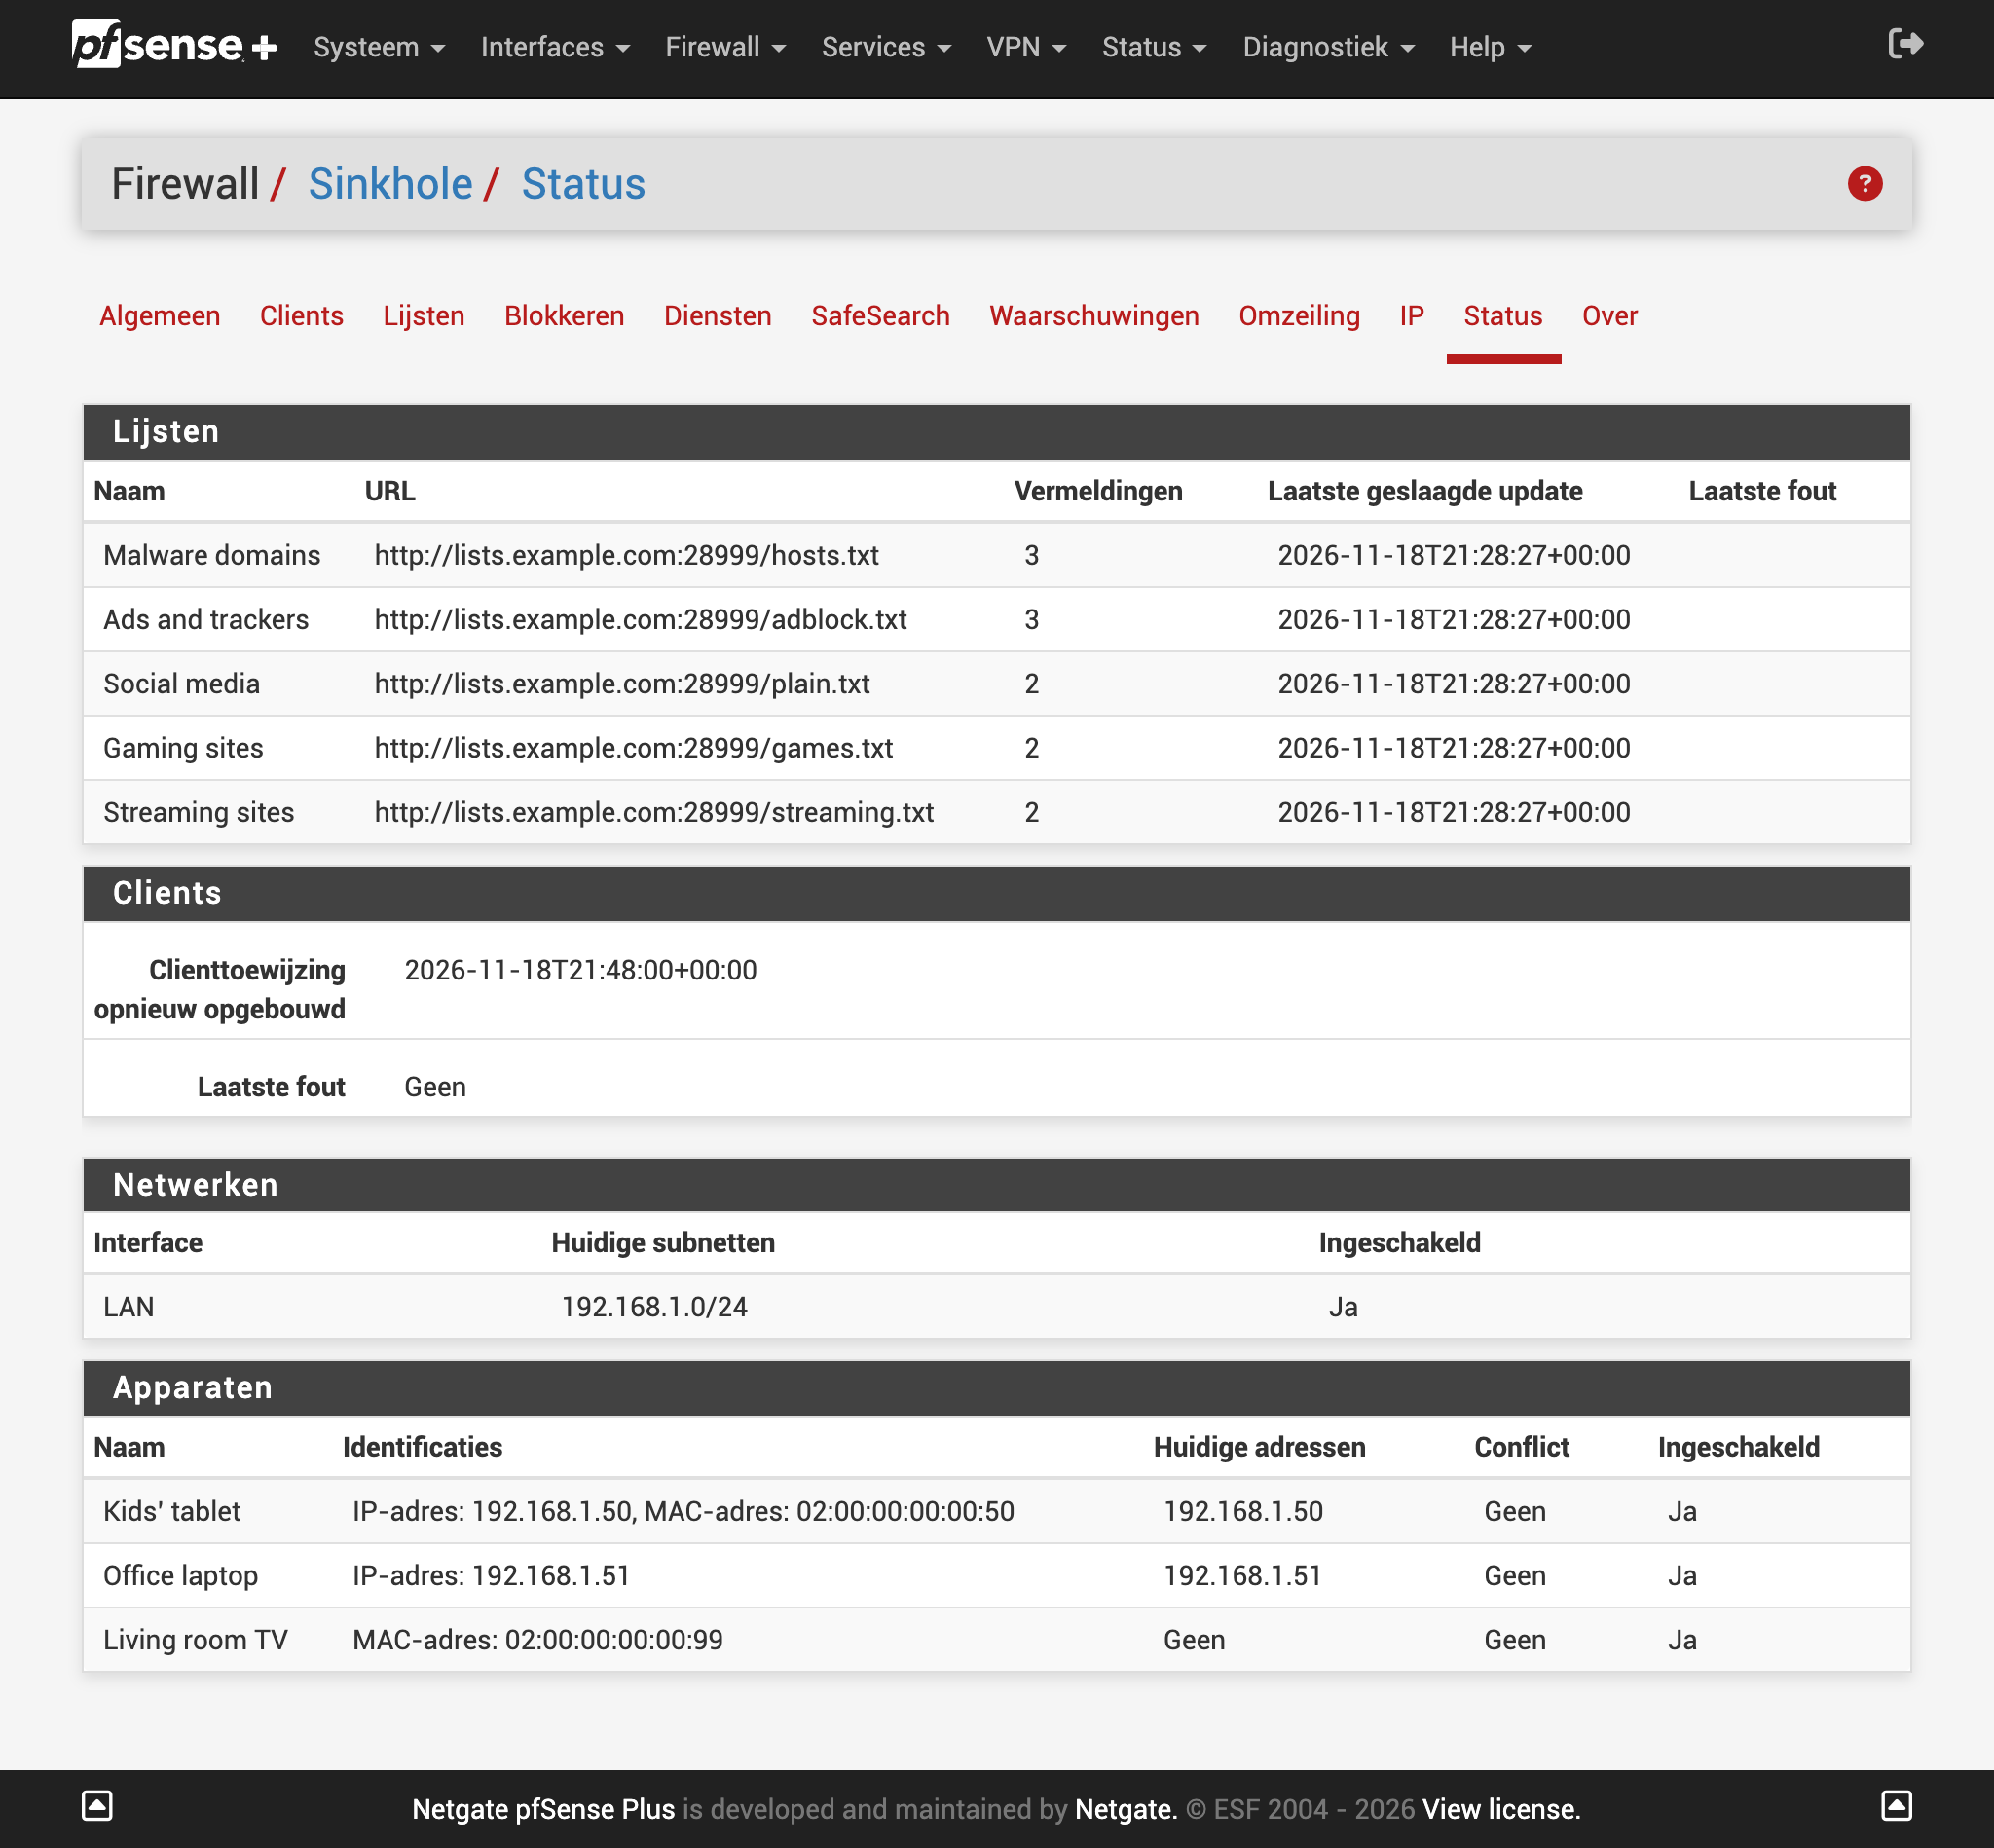 pfsense +
Systeem Interfaces Firewall Services VPN Status Diagnostiek Help
Firewall / Sinkhole / Status
Algemeen Clients Lijsten Blokkeren Diensten SafeSearch Waarschuwingen Omzeiling IP Status Over
Lijsten
Naam URL Vermeldingen Laatste geslaagde update Laatste fout
Malware domains http://lists.example.com:28999/hosts.txt 3 2026-11-18T21:28:27+00:00
Ads and trackers http://lists.example.com:28999/adblock.txt 3 2026-11-18T21:28:27+00:00
Social media http://lists.example.com:28999/plain.txt 2 2026-11-18T21:28:27+00:00
Gaming sites http://lists.example.com:28999/games.txt 2 2026-11-18T21:28:27+00:00
Streaming sites http://lists.example.com:28999/streaming.txt 2 2026-11-18T21:28:27+00:00
Clients
Clienttoewijzing 2026-11-18T21:48:00+00:00
opnieuw opgebouwd
Laatste fout Geen
Netwerken
Interface Huidige subnetten Ingeschakeld
LAN 192.168.1.0/24 Ja
Apparaten
Naam Identificaties Huidige adressen Conflict Ingeschakeld
Kids' tablet IP-adres: 192.168.1.50, MAC-adres: 02:00:00:00:00:50 192.168.1.50 Geen Ja
Office laptop IP-adres: 192.168.1.51 192.168.1.51 Geen Ja
Living room TV MAC-adres: 02:00:00:00:00:99 Geen Geen Ja
Netgate pfSense Plus is developed and maintained by Netgate. © ESF 2004 - 2026 View license.